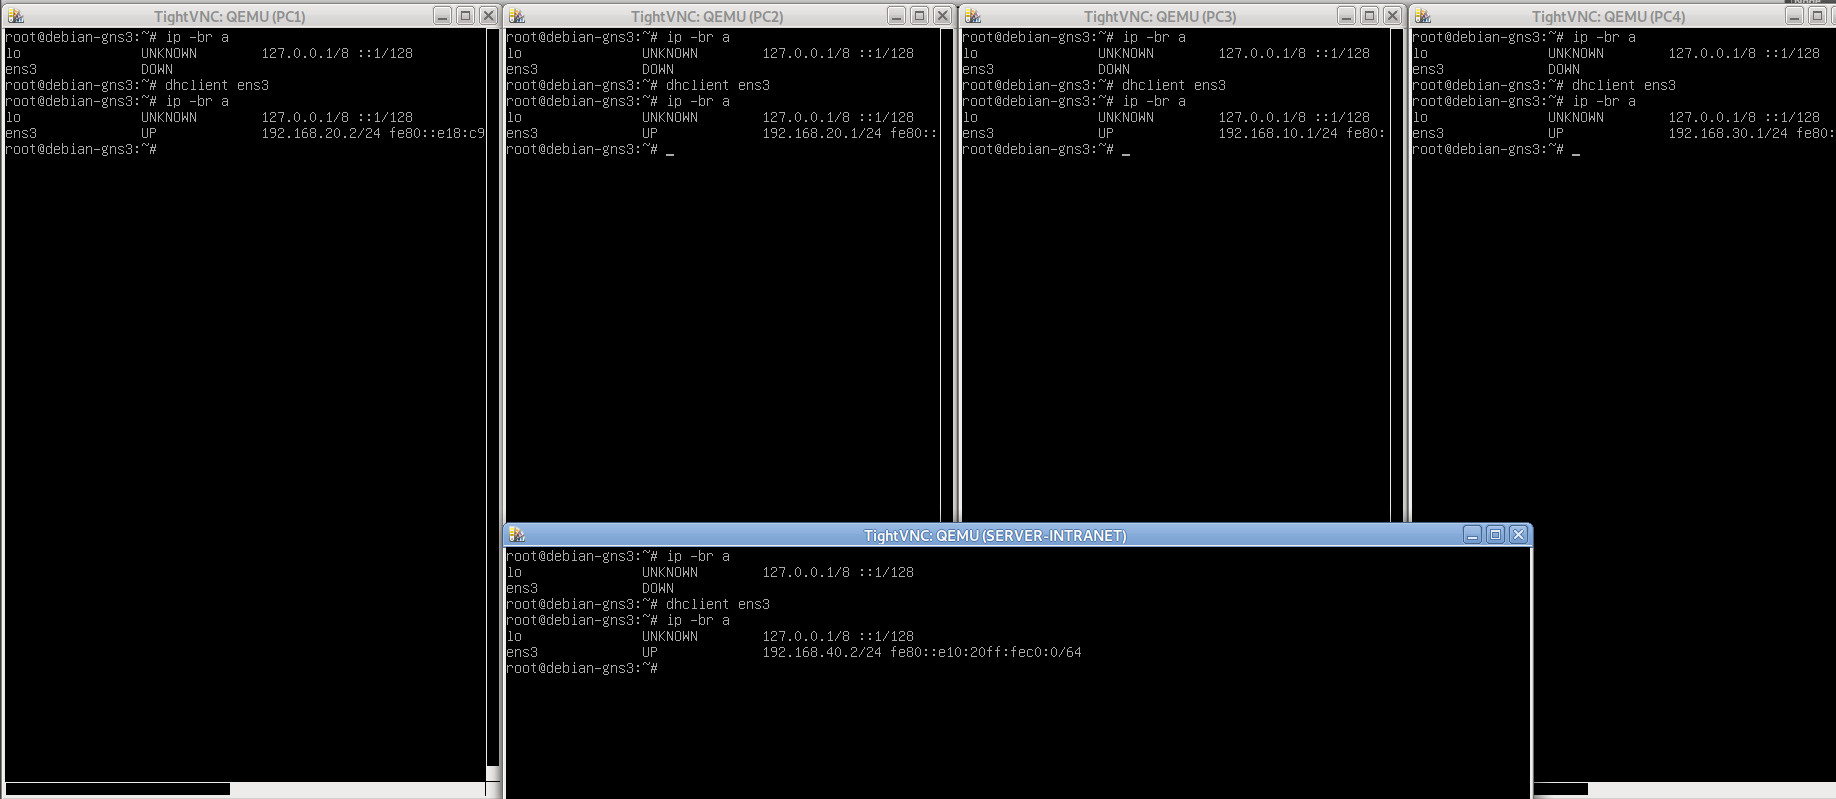 TightVNC: QEMU (PC1)
root@debian-gns3:~# ip -br a
lo UNKNOWN 127.0.0.1/8 ::1/128
ens3 DOWN
root@debian-gns3:~# dhclient ens3
root@debian-gns3:~# ip -br a
lo UNKNOWN 127.0.0.1/8 ::1/128
ens3 UP 192.168.20.2/24 fe80::e18:c9
root@debian-gns3:~#
TightVNC: QEMU (PC2)
root@debian-gns3:~# ip -br a
lo UNKNOWN 127.0.0.1/8 ::1/128
ens3 DOWN
root@debian-gns3:~# dhclient ens3
root@debian-gns3:~# ip -br a
lo UNKNOWN 127.0.0.1/8 ::1/128
ens3 UP 192.168.20.1/24 fe80::
root@debian-gns3:~# _
TightVNC: QEMU (PC3)
root@debian-gns3:~# ip -br a
lo UNKNOWN 127.0.0.1/8 ::1/128
ens3 DOWN
root@debian-gns3:~# dhclient ens3
root@debian-gns3:~# ip -br a
lo UNKNOWN 127.0.0.1/8 ::1/128
ens3 UP 192.168.10.1/24 fe80:
root@debian-gns3:~# _
TightVNC: QEMU (PC4)
root@debian-gns3:~# ip -br a
lo UNKNOWN 127.0.0.1/8 ::1/128
ens3 DOWN
root@debian-gns3:~# dhclient ens3
root@debian-gns3:~# ip -br a
lo UNKNOWN 127.0.0.1/8 ::1/128
ens3 UP 192.168.30.1/24 fe80:
root@debian-gns3:~# _
TightVNC: QEMU (SERVER-INTRANET)
root@debian-gns3:~# ip -br a
lo UNKNOWN 127.0.0.1/8 ::1/128
ens3 DOWN
root@debian-gns3:~# dhclient ens3
root@debian-gns3:~# ip -br a
lo UNKNOWN 127.0.0.1/8 ::1/128
ens3 UP 192.168.40.2/24 fe80::e10:20ff:fec0:0/64
root@debian-gns3:~#